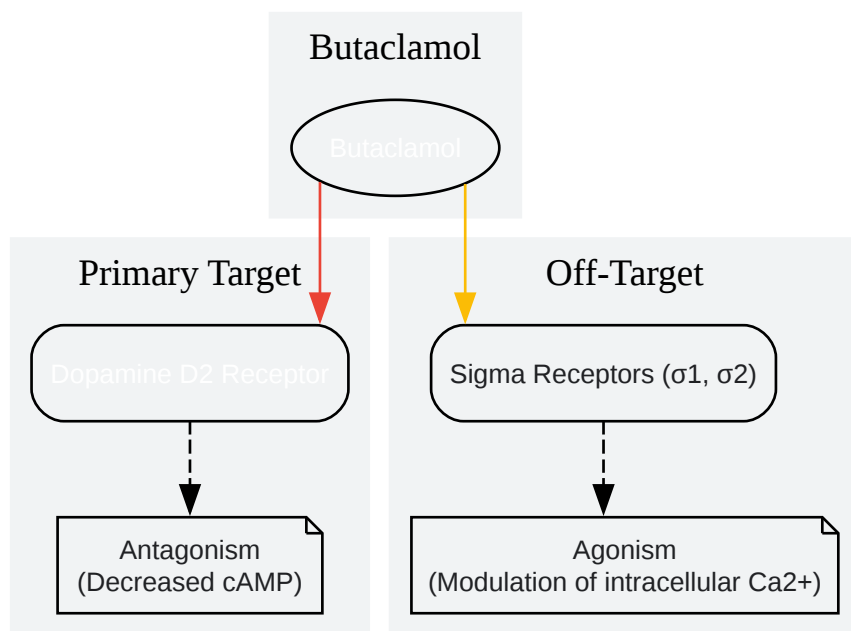 Butaclamol
Butaclamol
Primary Target
Off-Target
Dopamine D2 Receptor
Sigma Receptors (σ1, σ2)
Antagonism
(Decreased cAMP)
Agonism
(Modulation of intracellular Ca2+)